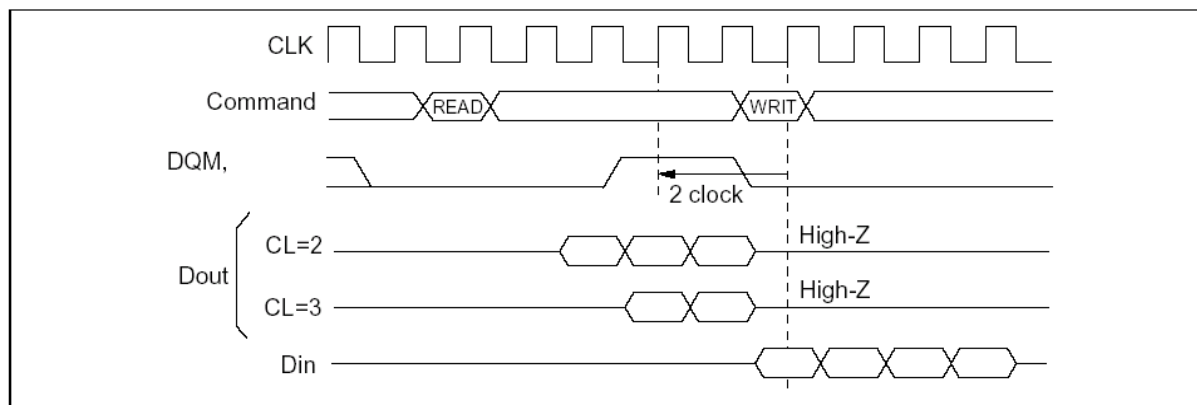 CLK
Command
READ
WRIT
DQM,
2 clock
CL=2
High-Z
Dout
CL=3
High-Z
Din